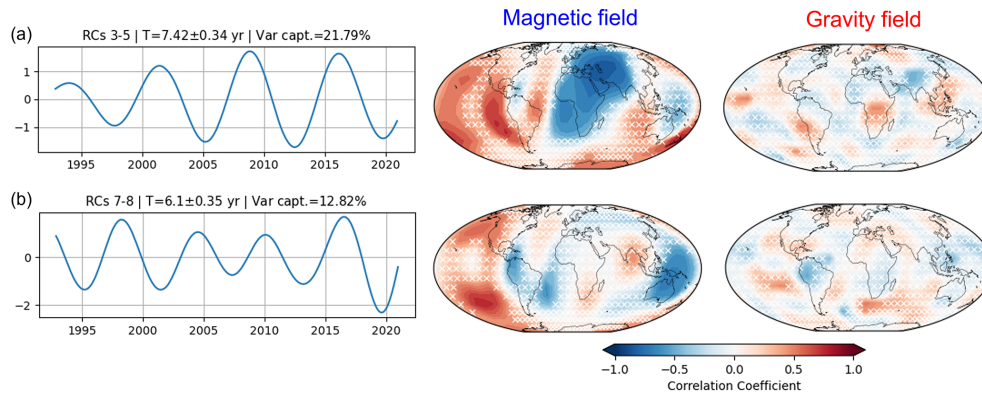 Magnetic field
Gravity field
(a)
RCs 3-5 | T=7.42±0.34 yr | Var capt.=21.79%
1
0
−1
1995 2000 2005 2010 2015 2020
(b)
RCs 7-8 | T=6.1±0.35 yr | Var capt.=12.82%
0
−2
1995 2000 2005 2010 2015 2020
−1.0 −0.5 0.0 0.5 1.0
Correlation Coefficient